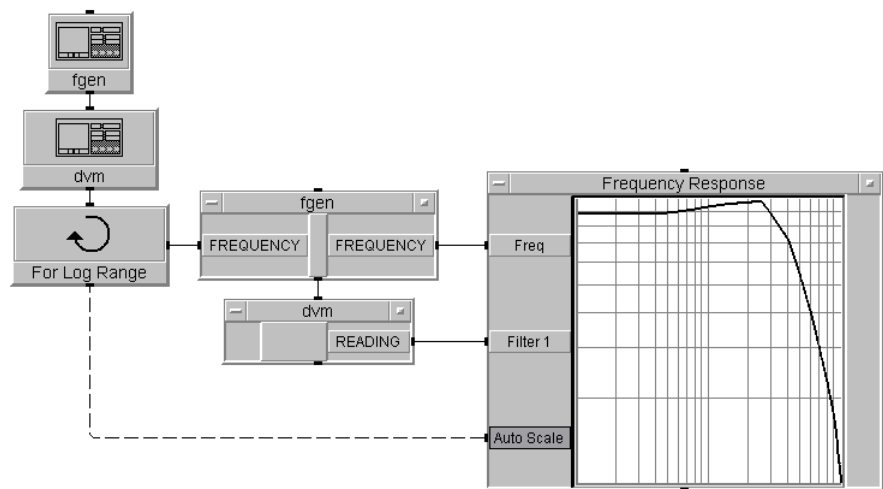 fgen
dvm
For Log Range
fgen
FREQUENCY FREQUENCY
dvm
READING
Frequency Response
Freq
Filter 1
Auto Scale